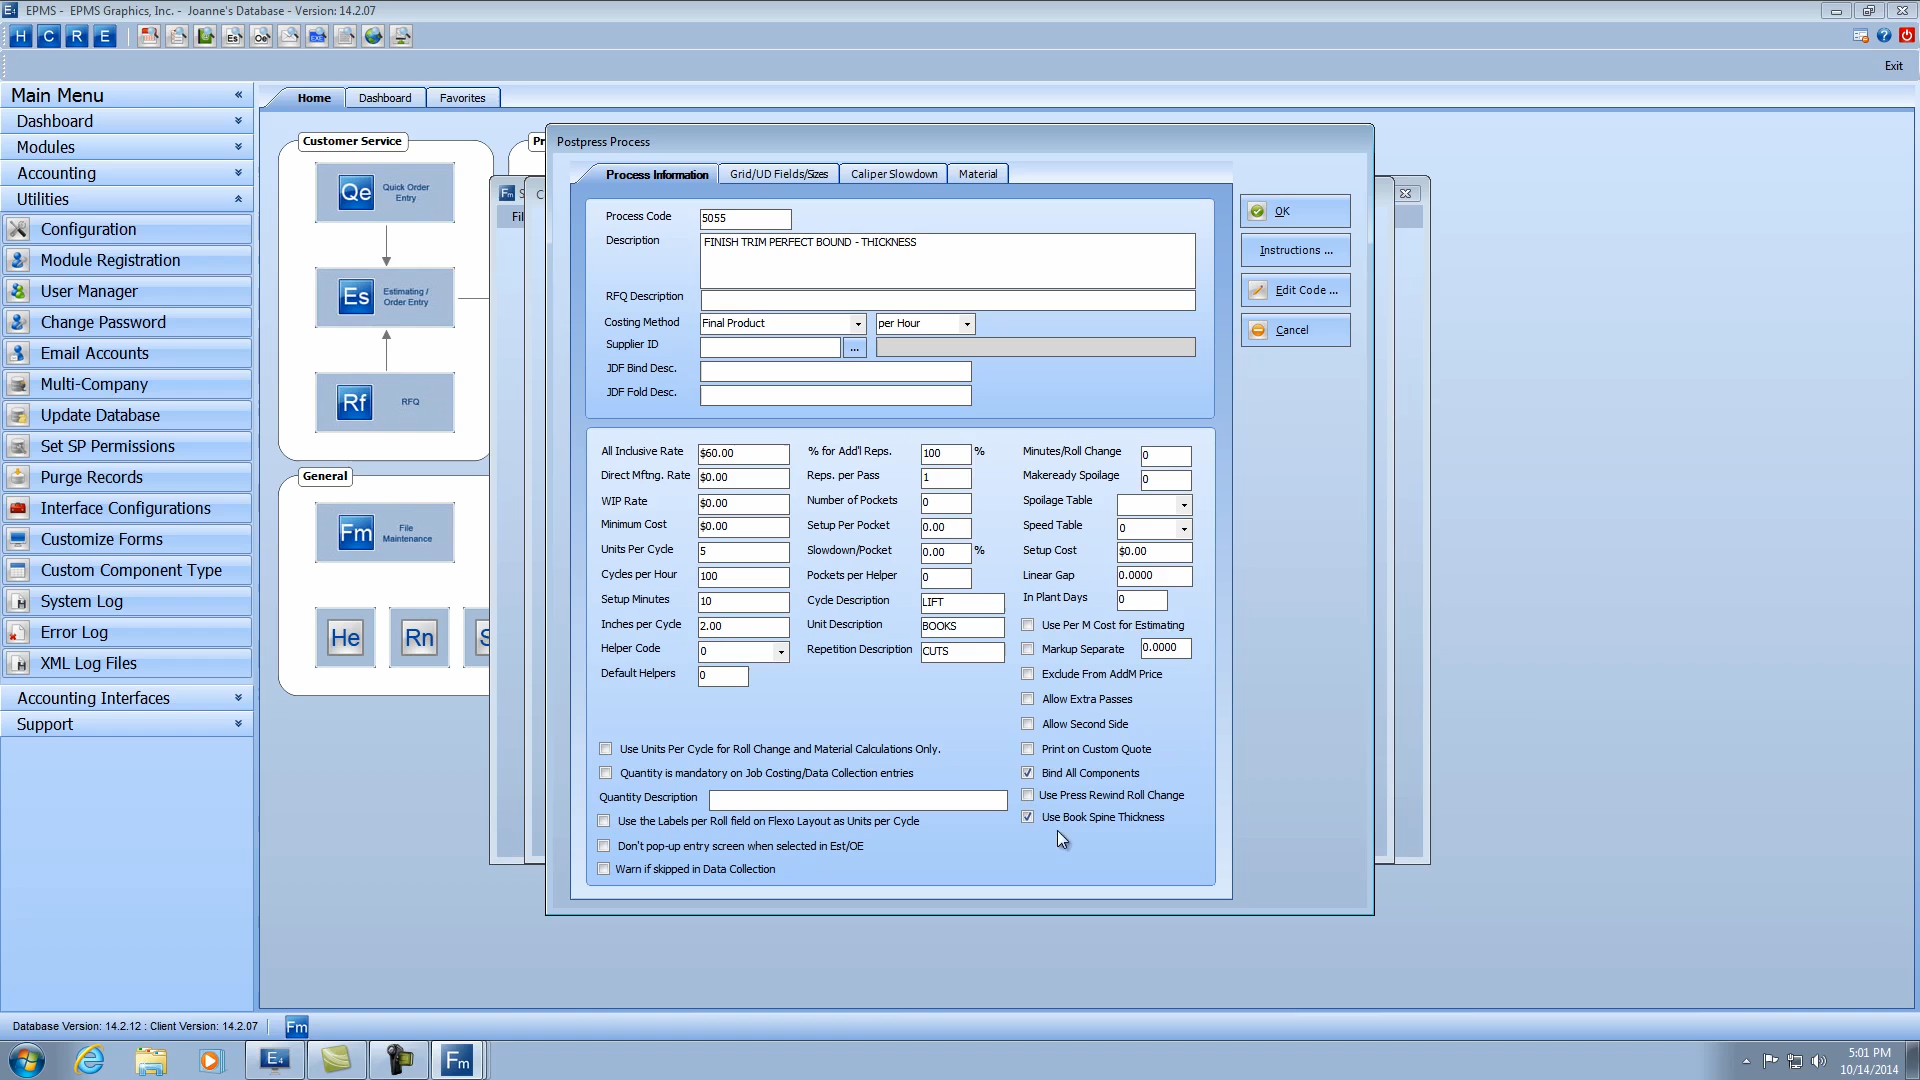 EPMS - EPMS Graphics, Inc. - Joanne's Database - Version: 14.2.07
H C R E
Exit
Main Menu
Dashboard
Modules
Accounting
Utilities
Configuration
Module Registration
User Manager
Change Password
Email Accounts
Multi-Company
Update Database
Set SP Permissions
Purge Records
Interface Configurations
Customize Forms
Custom Component Type
System Log
Error Log
XML Log Files
Accounting Interfaces
Support
Home Dashboard Favorites
Customer Service
Qe Quick Order Entry
Es Estimating / Order Entry
Rf RFQ
General
Fm File Maintenance
He Rn S
Pr
Fm S
Fil
C
Postpress Process
Process Information Grid/UD Fields/Sizes Caliper Slowdown Material
Process Code 5055
Description FINISH TRIM PERFECT BOUND - THICKNESS
RFQ Description
Costing Method Final Product per Hour
Supplier ID ...
JDF Bind Desc.
JDF Fold Desc.
OK
Instructions ...
Edit Code ...
Cancel
All Inclusive Rate $60.00 % for Add'l Reps. 100 % Minutes/Roll Change 0
Direct Mftng. Rate $0.00 Reps. per Pass 1 Makeready Spoilage 0
WIP Rate $0.00 Number of Pockets 0 Spoilage Table
Minimum Cost $0.00 Setup Per Pocket 0.00 Speed Table 0
Units Per Cycle 5 Slowdown/Pocket 0.00 % Setup Cost $0.00
Cycles per Hour 100 Pockets per Helper 0 Linear Gap 0.0000
Setup Minutes 10 Cycle Description LIFT In Plant Days 0
Inches per Cycle 2.00 Unit Description BOOKS Use Per M Cost for Estimating
Helper Code 0 Repetition Description CUTS Markup Separate 0.0000
Default Helpers 0 Exclude From AddM Price
Allow Extra Passes
Allow Second Side
Use Units Per Cycle for Roll Change and Material Calculations Only. Print on Custom Quote
Quantity is mandatory on Job Costing/Data Collection entries Bind All Components
Quantity Description Use Press Rewind Roll Change
Use the Labels per Roll field on Flexo Layout as Units per Cycle Use Book Spine Thickness
Don't pop-up entry screen when selected in Est/OE
Warn if skipped in Data Collection
Database Version: 14.2.12 : Client Version: 14.2.07 Fm
E4 Fm
5:01 PM
10/14/2014